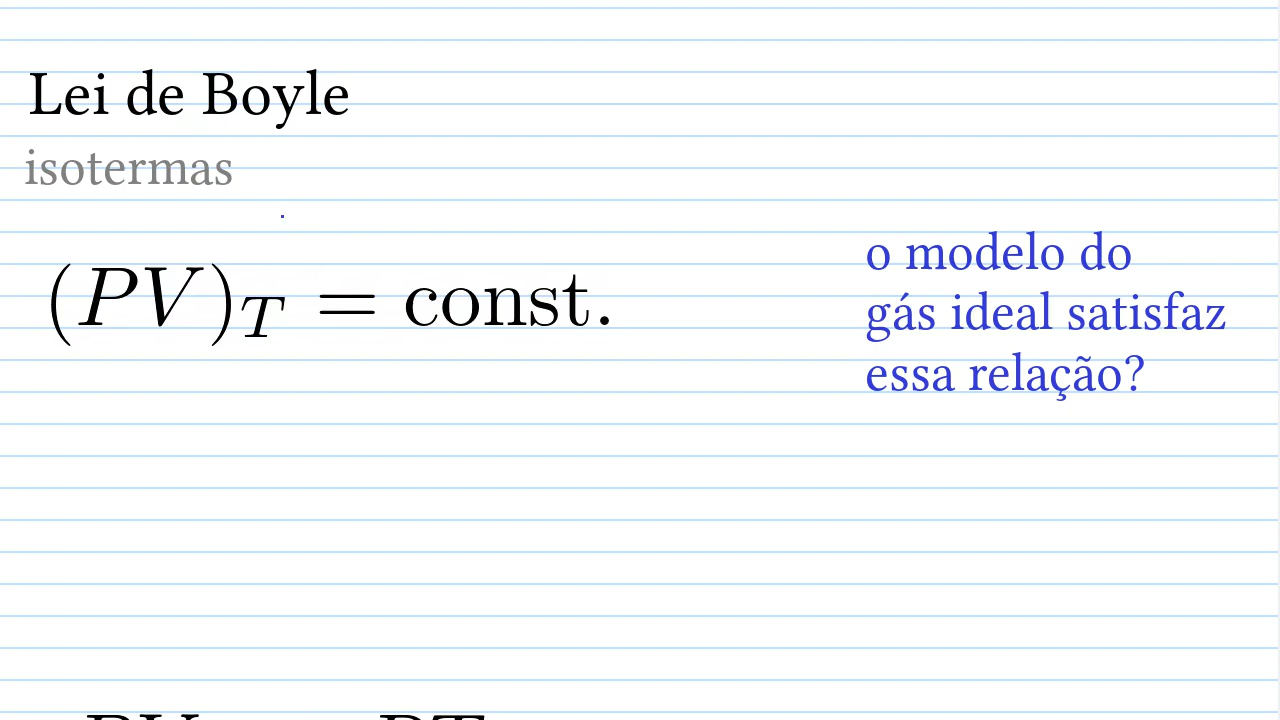 Lei de Boyle
isotermas
(PV)_T = const.
o modelo do
gás ideal satisfaz
essa relação?